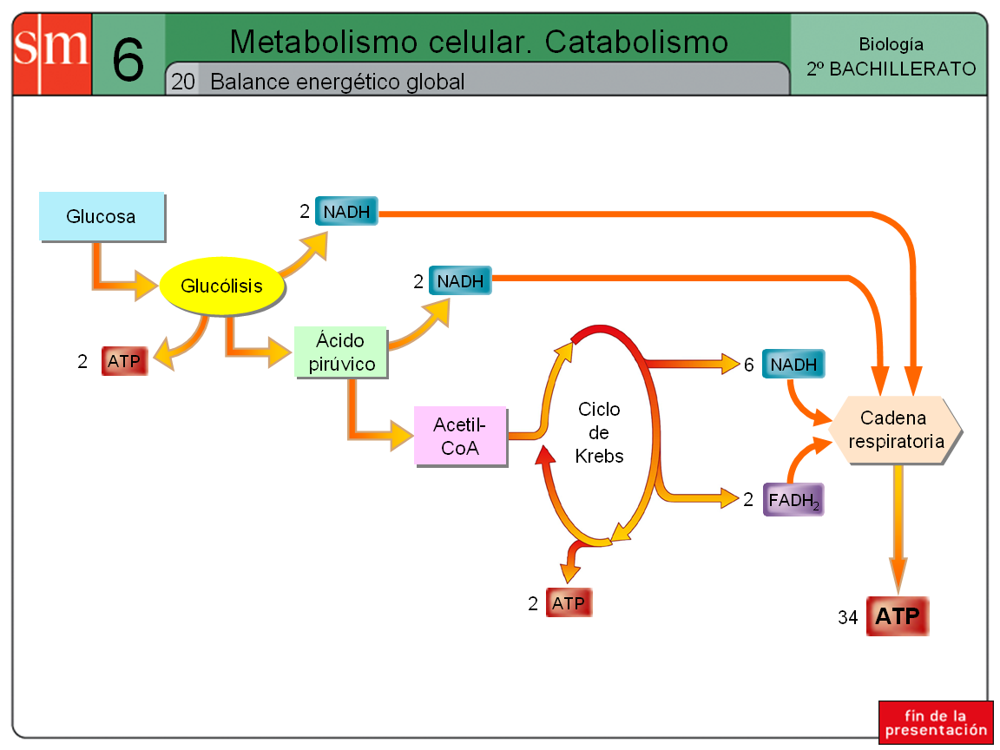 sm
6
Metabolismo celular. Catabolismo
20 Balance energético global
Biología
2º BACHILLERATO
Glucosa
2 NADH
Glucólisis
2 NADH
2 ATP
Ácido
pirúvico
Acetil-
CoA
Ciclo
de
Krebs
6 NADH
Cadena
respiratoria
2 FADH₂
2 ATP
34 ATP
fin de la
presentación